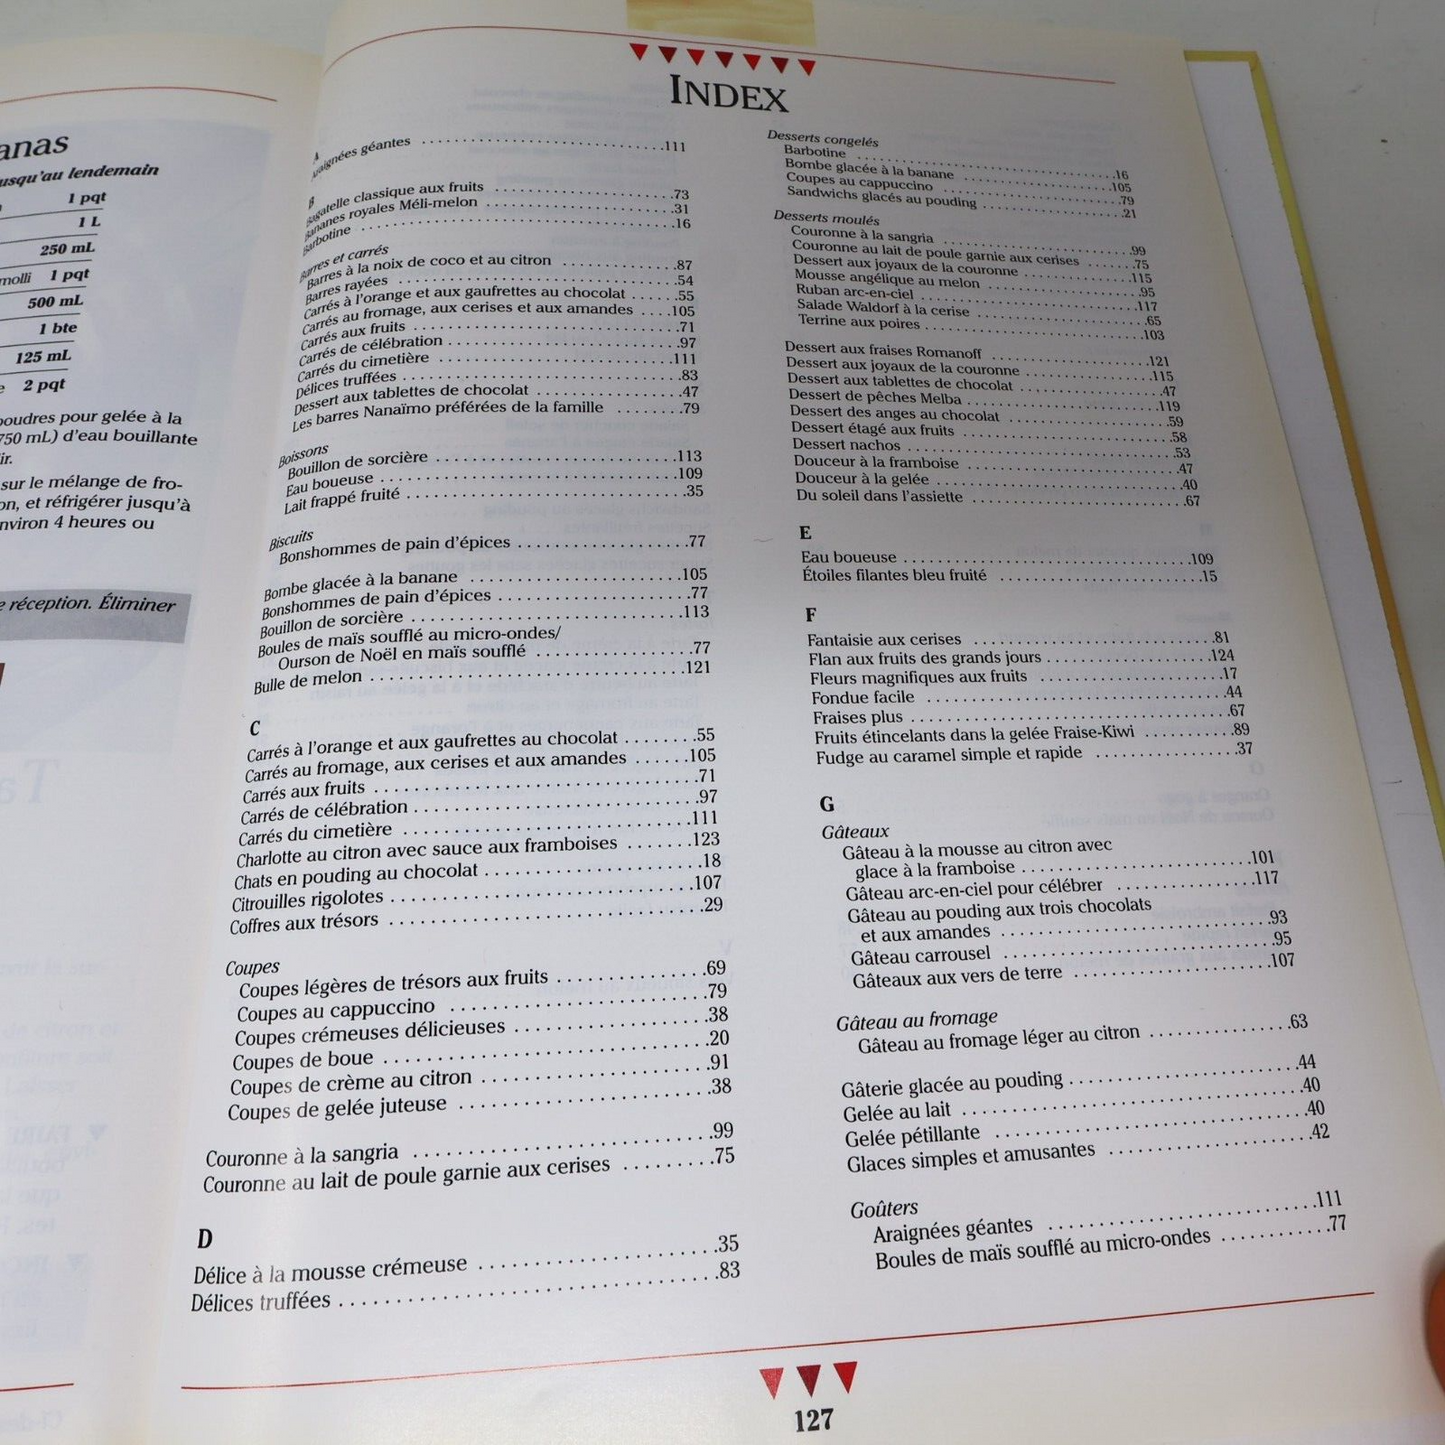 anas
usqu'au lendemain
1 pqt
1 L
250 mL
molli 1 pqt
500 mL
1 bte
125 mL
e 2 pqt
oudres pour gelée à la
750 mL) d'eau bouillante
ir.
sur le mélange de fro-
on, et réfrigérer jusqu'à
nviron 4 heures ou
e réception. Éliminer
INDEX
A
Araignées géantes 111
B
Bagatelle classique aux fruits 73
Bananes royales Méli-melon 31
Barbotine 16
Barres et carrés
Barres à la noix de coco et au citron 87
Barres rayées 54
Carrés à l'orange et aux gaufrettes au chocolat 55
Carrés au fromage, aux cerises et aux amandes 105
Carrés aux fruits 71
Carrés de célébration 97
Carrés du cimetière 111
Délices truffées 83
Dessert aux tablettes de chocolat 47
Les barres Nanaïmo préférées de la famille 79
Boissons
Bouillon de sorcière 113
Eau boueuse 109
Lait frappé fruité 35
Biscuits
Bonshommes de pain d'épices 77
Bombe glacée à la banane 105
Bonshommes de pain d'épices 77
Bouillon de sorcière 113
Boules de maïs soufflé au micro-ondes/
Ourson de Noël en maïs soufflé 77
Bulle de melon 121
C
Carrés à l'orange et aux gaufrettes au chocolat 55
Carrés au fromage, aux cerises et aux amandes 105
Carrés aux fruits 71
Carrés de célébration 97
Carrés du cimetière 111
Charlotte au citron avec sauce aux framboises 123
Chats en pouding au chocolat 18
Citrouilles rigolotes 107
Coffres aux trésors 29
Coupes
Coupes légères de trésors aux fruits 69
Coupes au cappuccino 79
Coupes crémeuses délicieuses 38
Coupes de boue 20
Coupes de crème au citron 91
Coupes de gelée juteuse 38
Couronne à la sangria 99
Couronne au lait de poule garnie aux cerises 75
D
Délice à la mousse crémeuse 35
Délices truffées 83
Desserts congelés
Barbotine 16
Bombe glacée à la banane 105
Coupes au cappuccino 79
Sandwichs glacés au pouding 21
Desserts moulés
Couronne à la sangria 99
Couronne au lait de poule garnie aux cerises 75
Dessert aux joyaux de la couronne 115
Mousse angélique au melon 95
Ruban arc-en-ciel 117
Salade Waldorf à la cerise 65
Terrine aux poires 103
Dessert aux fraises Romanoff 121
Dessert aux joyaux de la couronne 115
Dessert aux tablettes de chocolat 47
Dessert de pêches Melba 119
Dessert des anges au chocolat 59
Dessert étagé aux fruits 58
Dessert nachos 53
Douceur à la framboise 47
Douceur à la gelée 40
Du soleil dans l'assiette 67
E
Eau boueuse 109
Étoiles filantes bleu fruité 15
F
Fantaisie aux cerises 81
Flan aux fruits des grands jours 124
Fleurs magnifiques aux fruits 17
Fondue facile 44
Fraises plus 67
Fruits étincelants dans la gelée Fraise-Kiwi 89
Fudge au caramel simple et rapide 37
G
Gâteaux
Gâteau à la mousse au citron avec
glace à la framboise 101
Gâteau arc-en-ciel pour célébrer 117
Gâteau au pouding aux trois chocolats
et aux amandes 93
Gâteau carrousel 95
Gâteaux aux vers de terre 107
Gâteau au fromage
Gâteau au fromage léger au citron 63
Gâterie glacée au pouding 44
Gelée au lait 40
Gelée pétillante 40
Glaces simples et amusantes 42
Goûters
Araignées géantes 111
Boules de maïs soufflé au micro-ondes 77
127